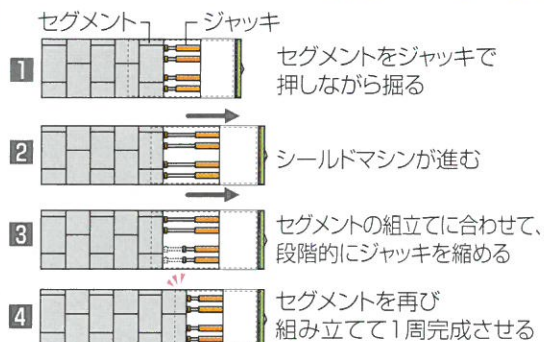 セグメント ジャッキ
1
セグメントをジャッキで
押しながら掘る
2
シールドマシンが進む
3
セグメントの組立てに合わせて、
段階的にジャッキを縮める
4
セグメントを再び
組み立てて1周完成させる